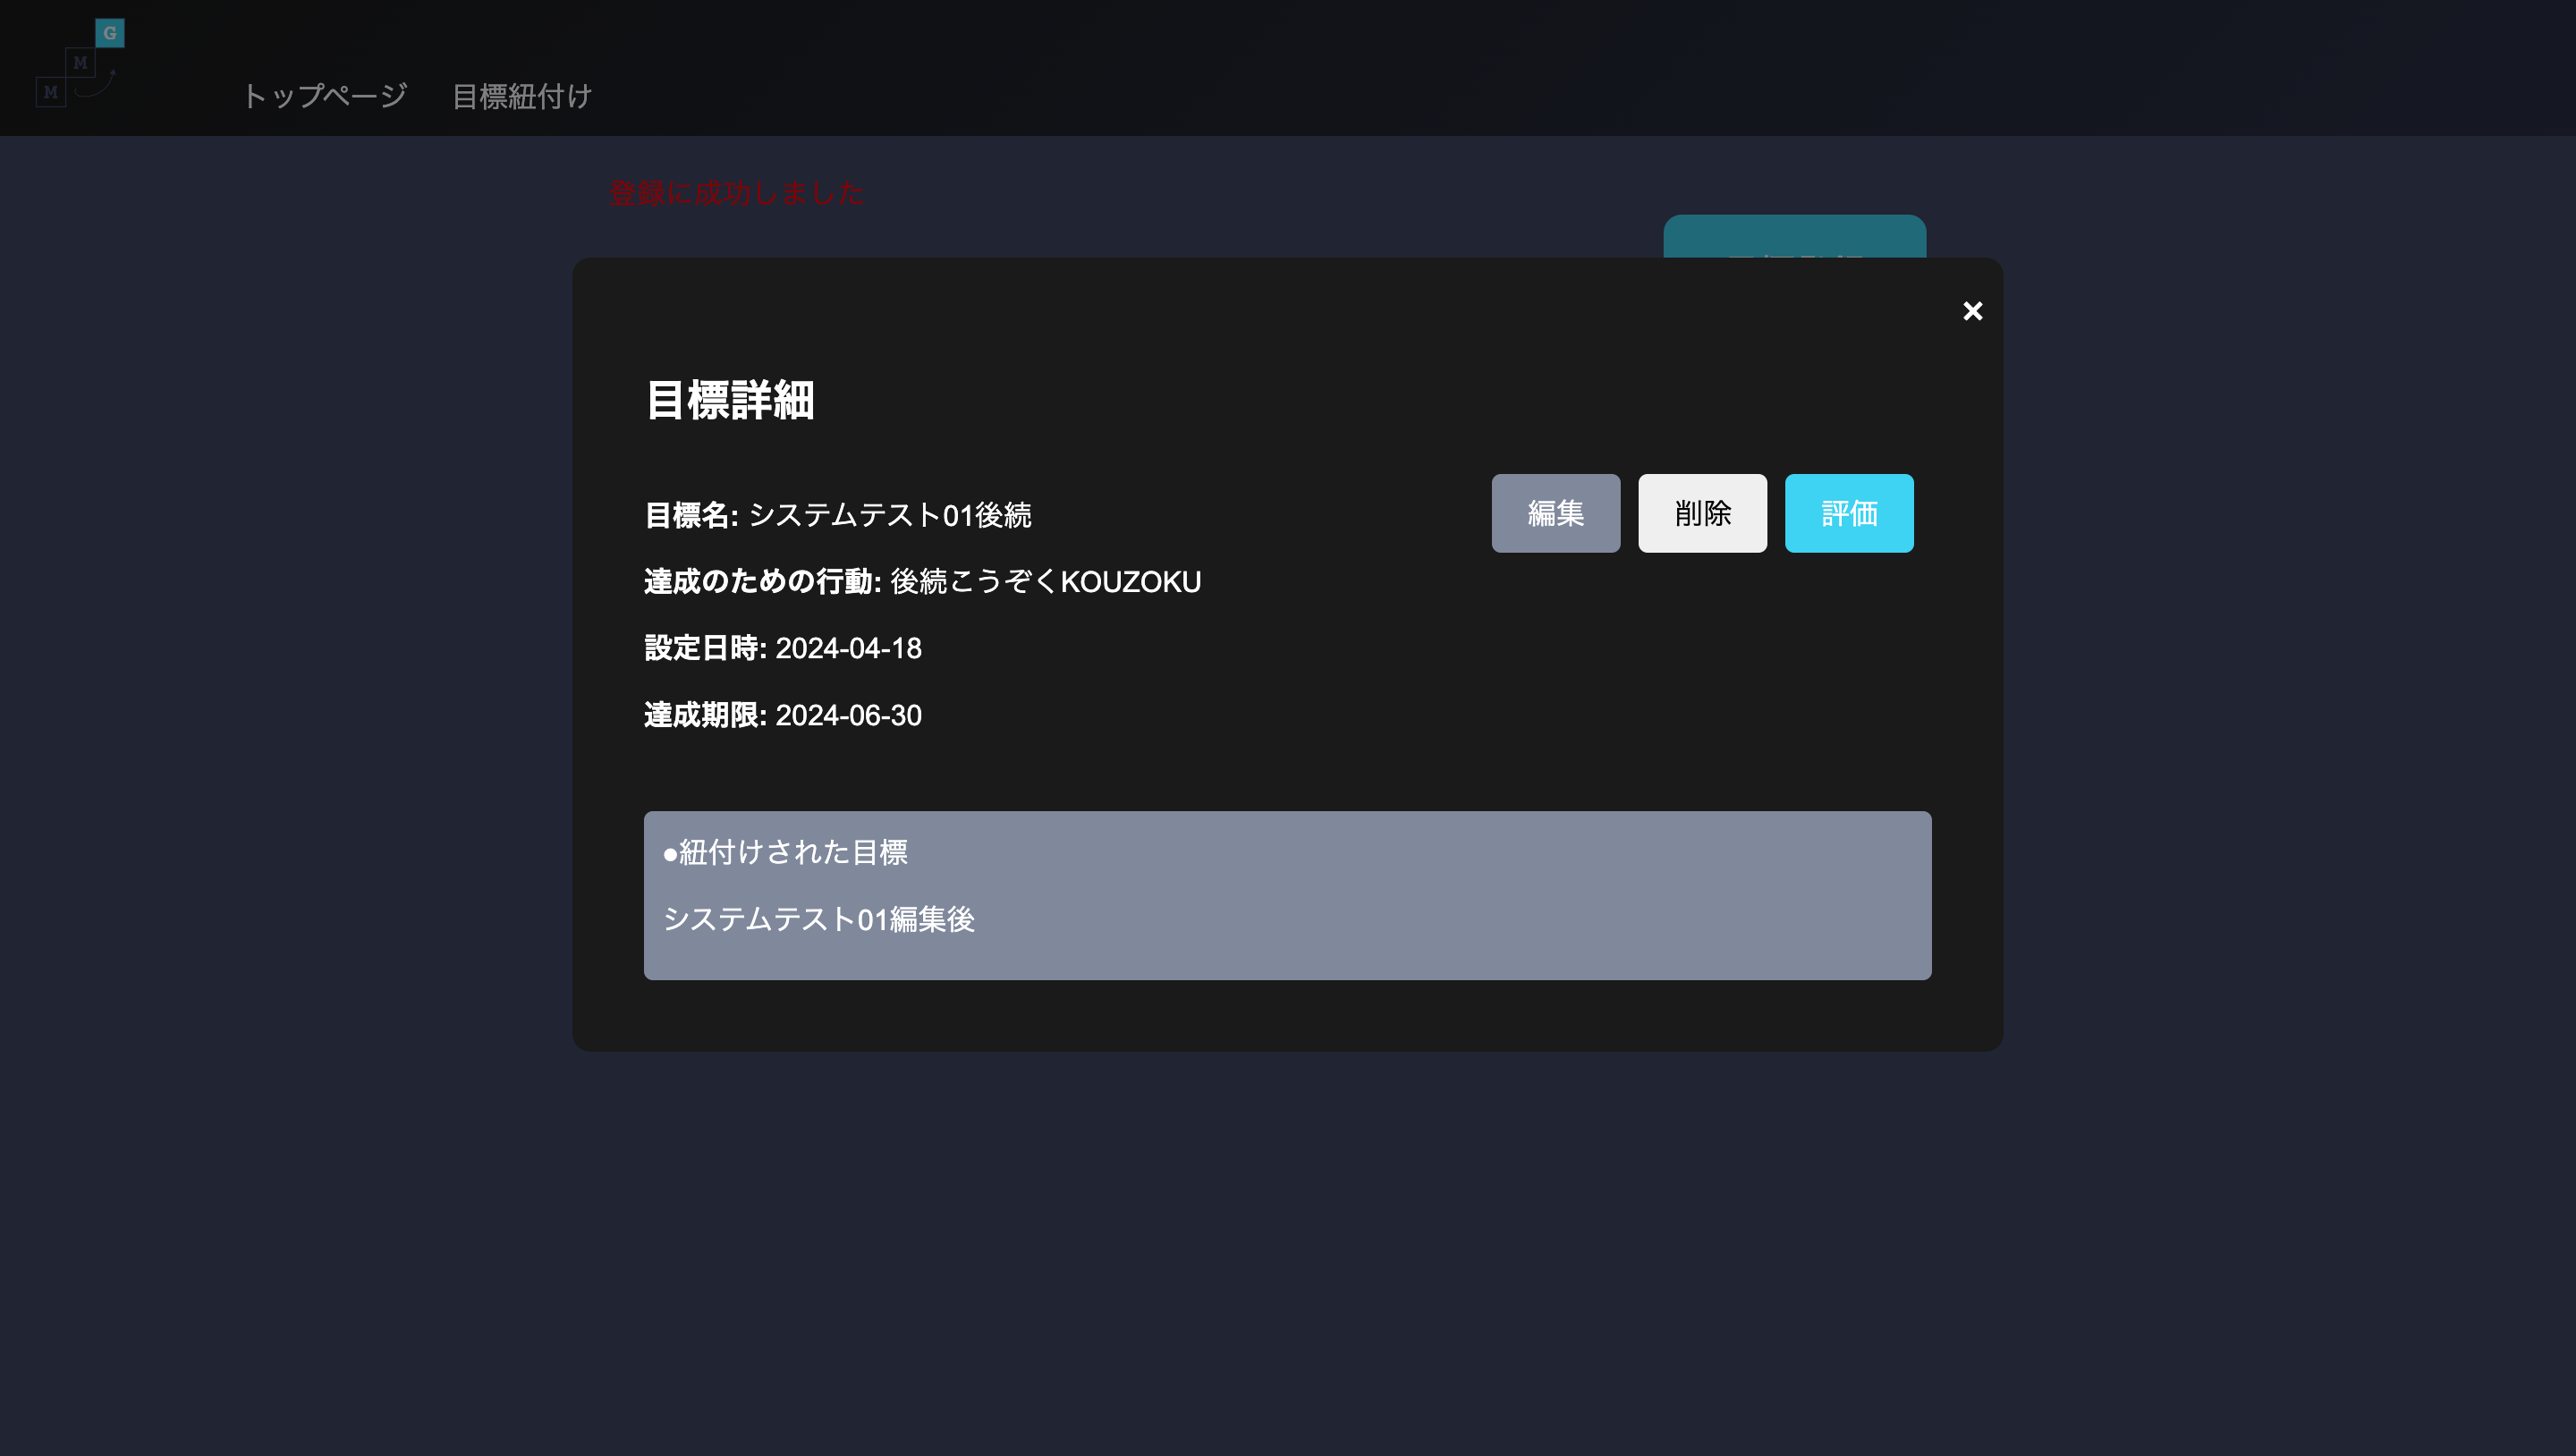 G
M
M
トップページ 目標紐付け
登録に成功しました
×
目標詳細
目標名: システムテスト01後続
編集 削除 評価
達成のための行動: 後続こうぞくKOUZOKU
設定日時: 2024-04-18
達成期限: 2024-06-30
●紐付けされた目標
システムテスト01編集後